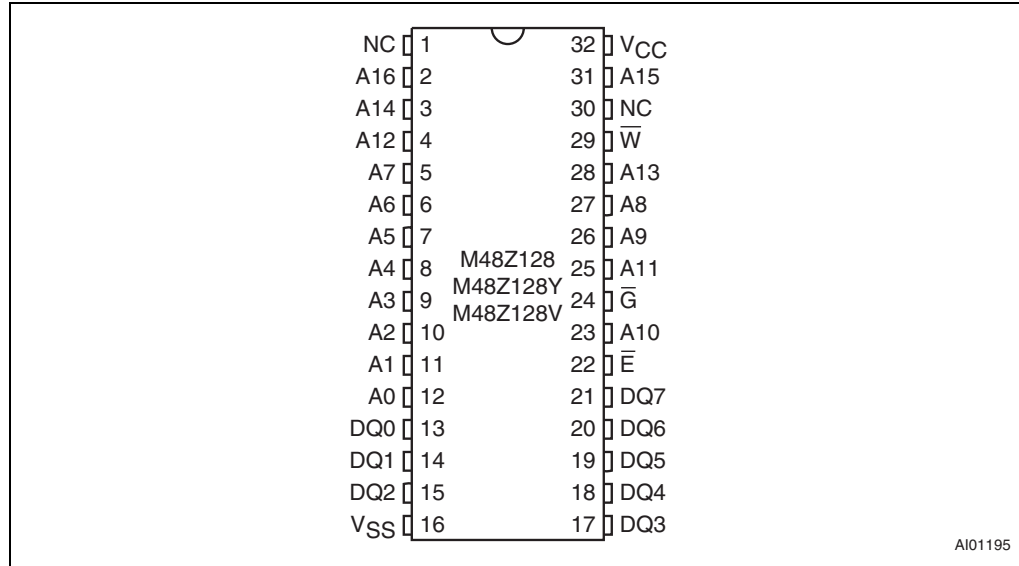 NC 1 32 VCC
A16 2 31 A15
A14 3 30 NC
A12 4 29 W̅
A7 5 28 A13
A6 6 27 A8
A5 7 26 A9
A4 8 M48Z128 25 A11
M48Z128Y
A3 9 M48Z128V 24 G̅
A2 10 23 A10
A1 11 22 E̅
A0 12 21 DQ7
DQ0 13 20 DQ6
DQ1 14 19 DQ5
DQ2 15 18 DQ4
VSS 16 17 DQ3
AI01195